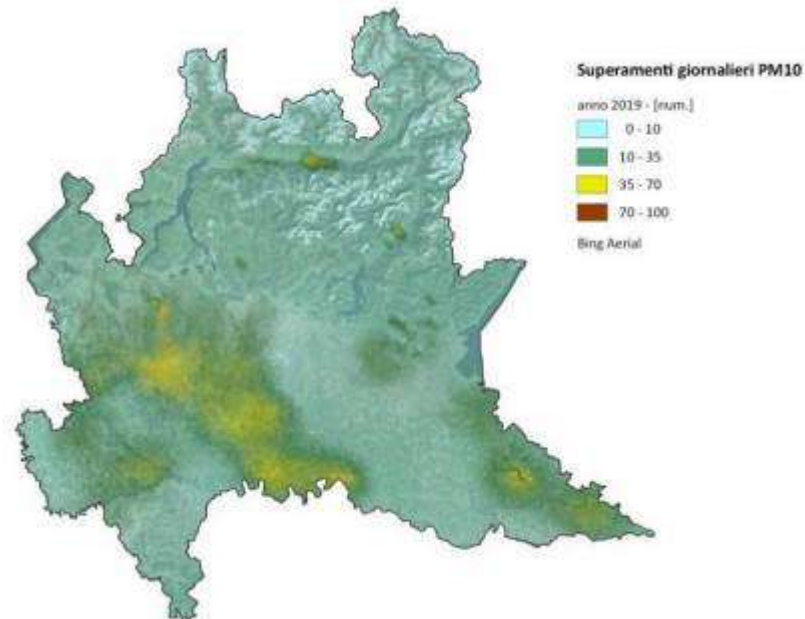 Superamenti giornalieri PM10
anno 2019 - [num.]
0 - 10
10 - 35
35 - 70
70 - 100
Bing Aerial